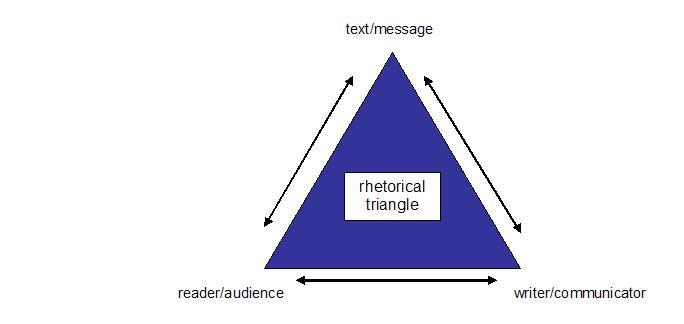 text/message
rhetorical
triangle
reader/audience
writer/communicator